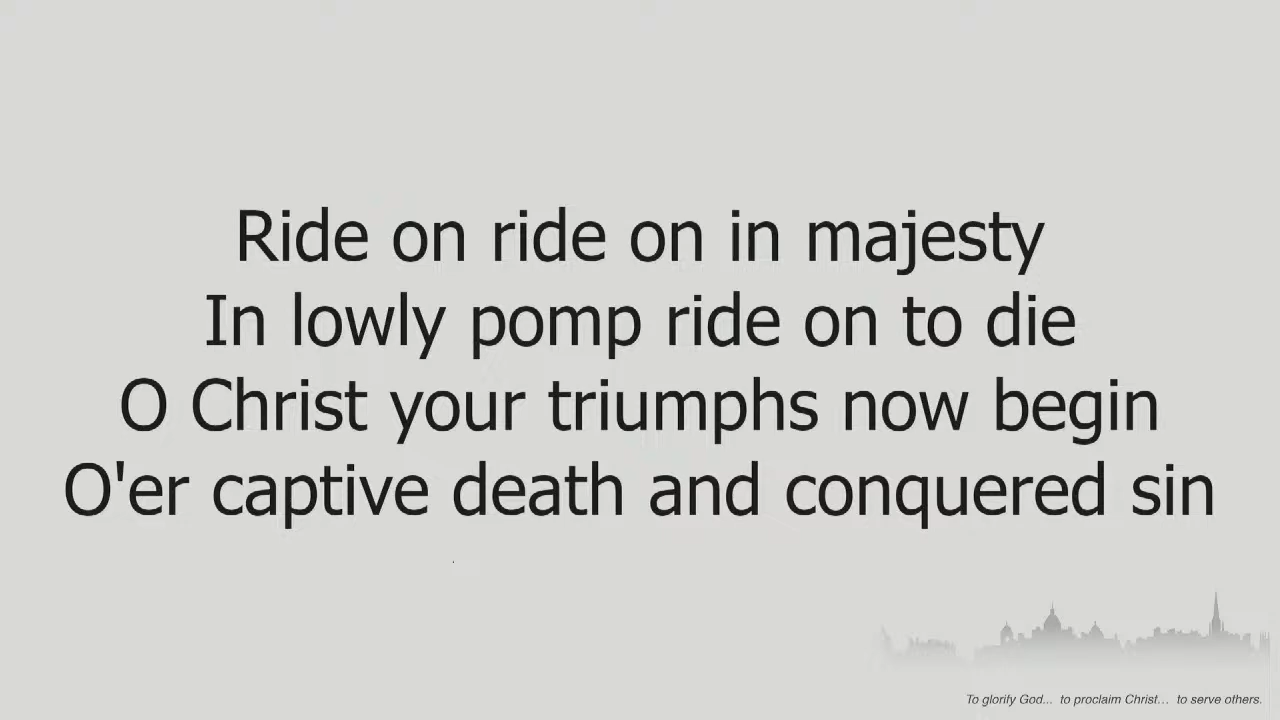 Ride on ride on in majesty
In lowly pomp ride on to die
O Christ your triumphs now begin
O'er captive death and conquered sin
To glorify God... to proclaim Christ... to serve others.